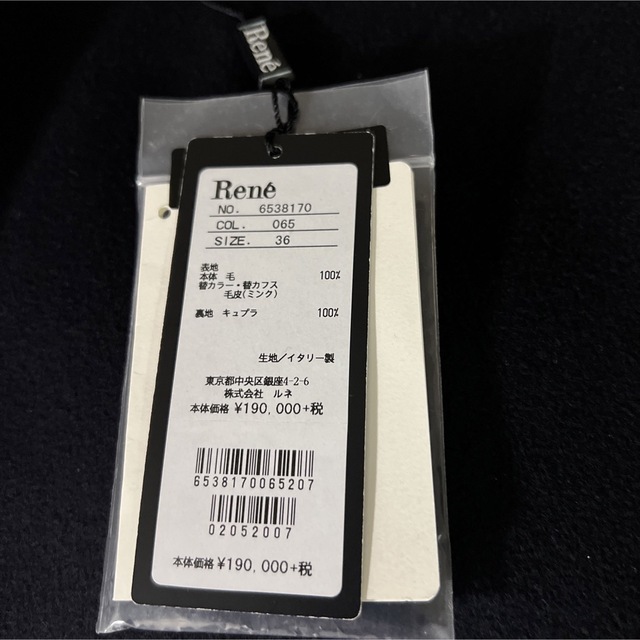 René
René
NO. 6538170
COL. 065
SIZE. 36
表地
本体 毛 100%
替カラー・替カフス
毛皮(ミンク)
裏地 キュプラ 100%
生地/イタリー製
東京都中央区銀座4-2-6
株式会社 ルネ
本体価格 ¥190,000+税
6538170065207
02052007
本体価格 ¥190,000+税